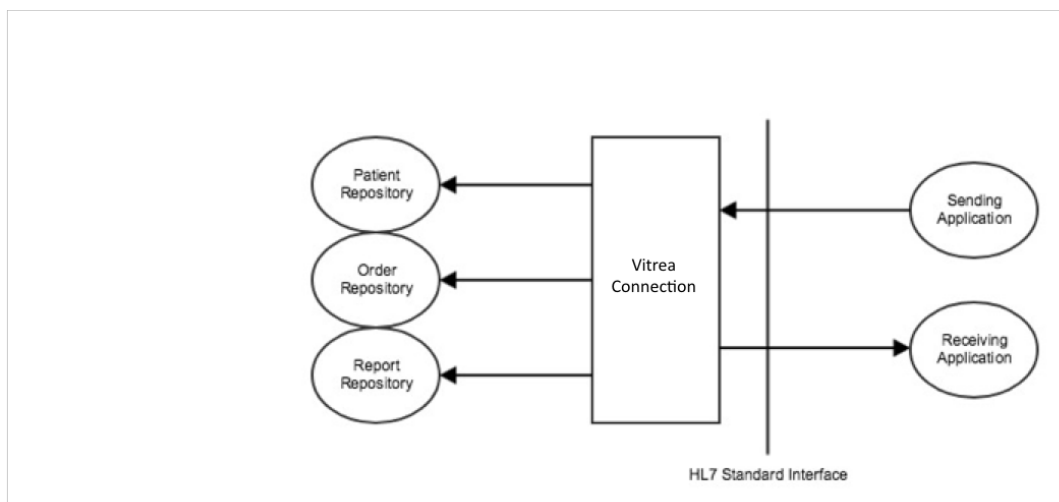 Patient
Repository
Order
Repository
Report
Repository
Vitrea
Connection
Sending
Application
Receiving
Application
HL7 Standard Interface